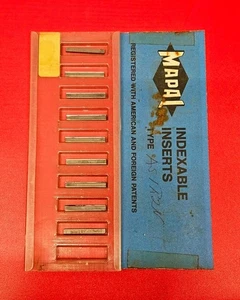 MAPAL
INDEXABLE
INSERTS
TYPE
REGISTERED WITH AMERICAN AND FOREIGN PATENTS